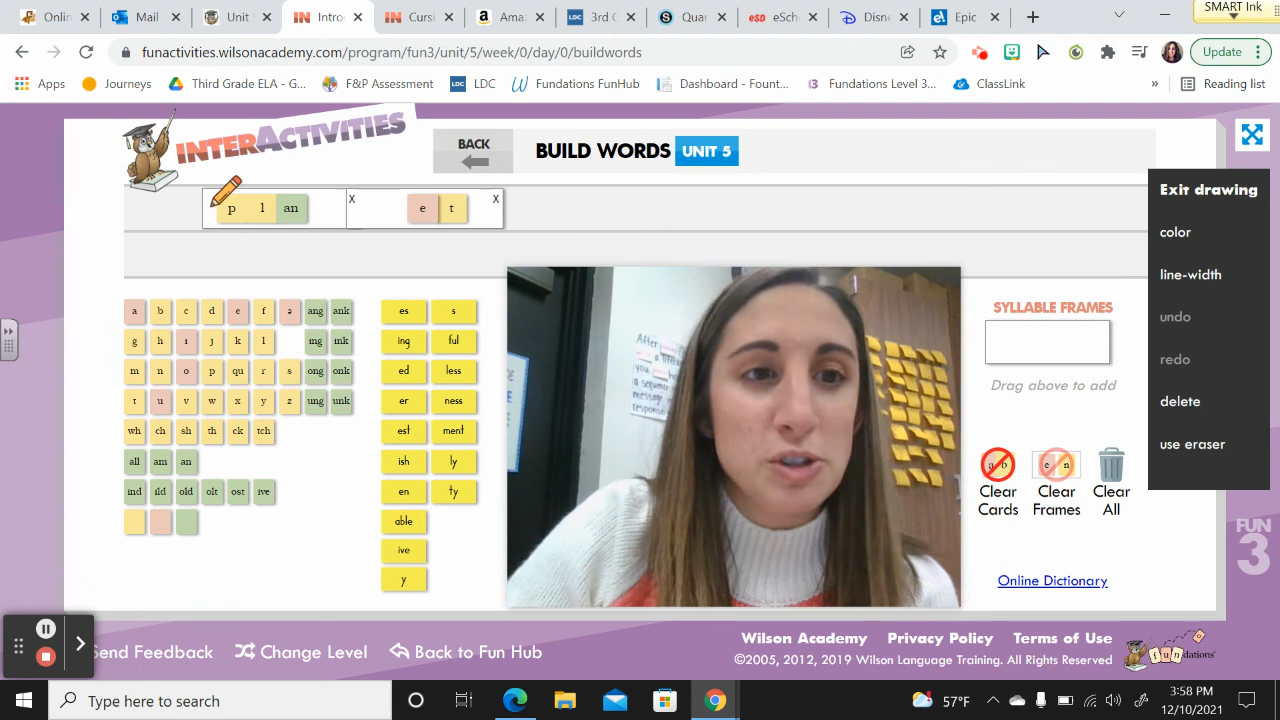 Onlin
Mail
Unit
Intro
Cursi
Ama
3rd C
Quar
eSch
Disne
Epic
SMART Ink
funactivities.wilsonacademy.com/program/fun3/unit/5/week/0/day/0/buildwords
Update
Apps
Journeys
Third Grade ELA - G...
F&P Assessment
LDC
Fundations FunHub
Dashboard - Fount...
Fundations Level 3...
ClassLink
»
Reading list
INTERACTIVITIES
BACK
BUILD WORDS UNIT 5
p l an X e t X
Exit drawing
color
line-width
undo
redo
delete
use eraser
a b c d e f ə ang ank
g h i j k l ing ink
m n o p qu r s ong onk
t u v w x y z ung unk
wh ch sh th ck tch
all am an
ind ild old olt ost ive
es s
ing ful
ed less
er ness
est ment
ish ly
en ty
able
ive
y
After
a sequence
message
response
SYLLABLE FRAMES
Drag above to add
a b
e n
Clear Cards
Clear Frames
Clear All
Online Dictionary
FUN
3
Send Feedback
Change Level
Back to Fun Hub
Wilson Academy Privacy Policy Terms of Use
©2005, 2012, 2019 Wilson Language Training. All Rights Reserved
fundations
Type here to search
57°F
3:58 PM
12/10/2021